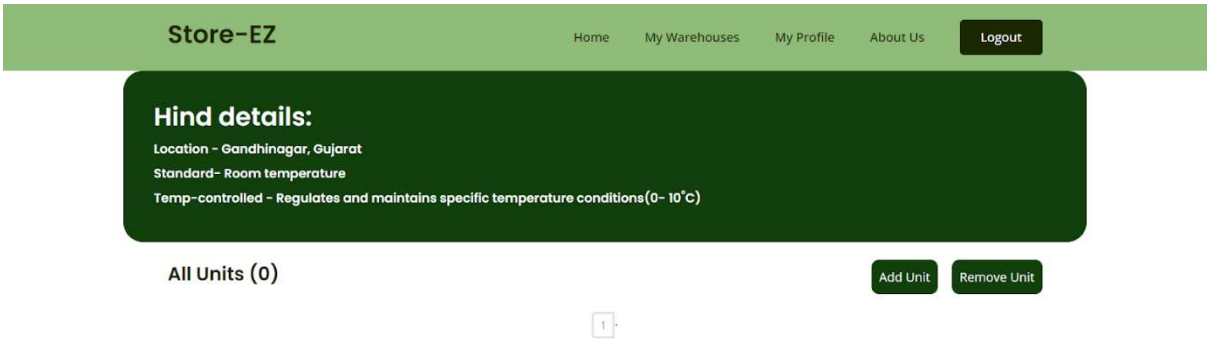 Store-EZ
Home My Warehouses My Profile About Us Logout
Hind details:
Location - Gandhinagar, Gujarat
Standard- Room temperature
Temp-controlled - Regulates and maintains specific temperature conditions(0- 10°C)
All Units (0) Add Unit Remove Unit
1